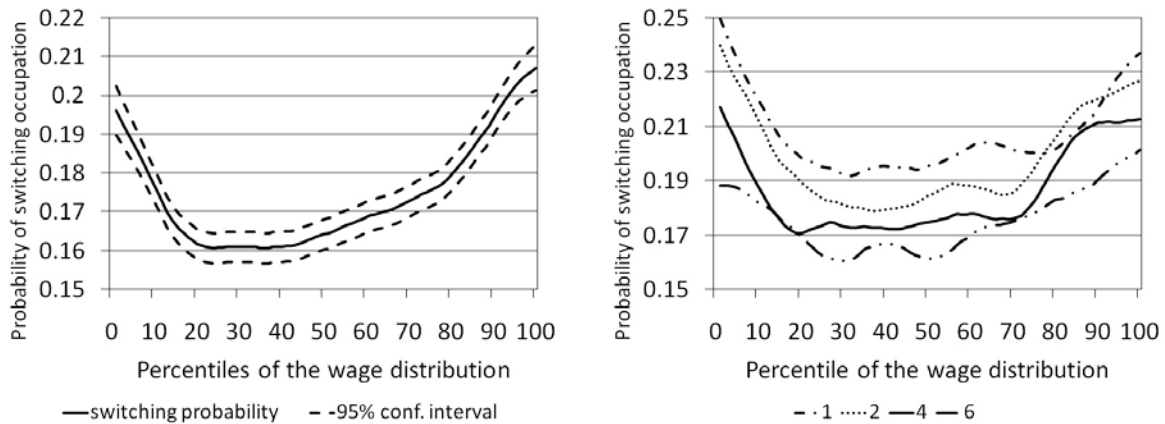 Probability of switching occupation
0.22
0.21
0.2
0.19
0.18
0.17
0.16
0.15
0 10 20 30 40 50 60 70 80 90 100
Percentiles of the wage distribution
switching probability - -95% conf. interval
Probability of switching occupation
0.25
0.23
0.21
0.19
0.17
0.15
0 10 20 30 40 50 60 70 80 90 100
Percentile of the wage distribution
1 2 4 6